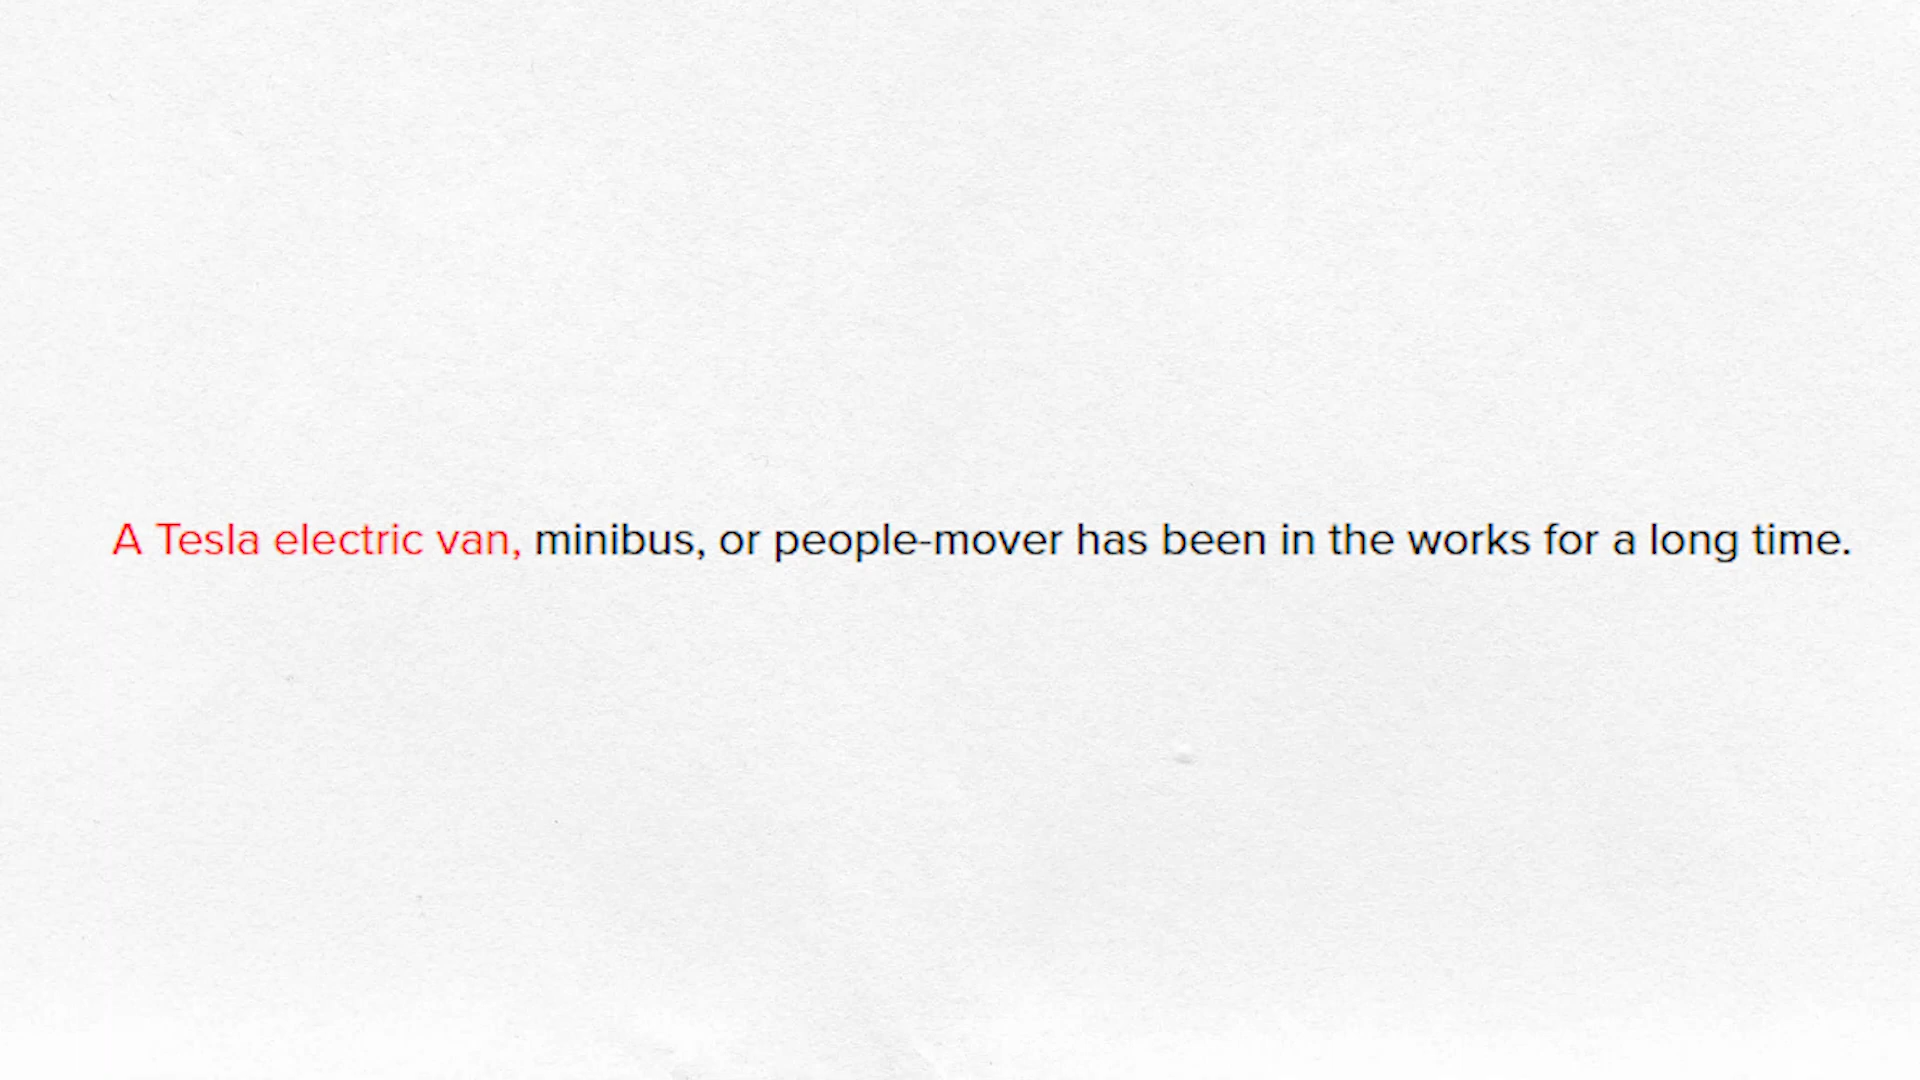 A Tesla electric van, minibus, or people-mover has been in the works for a long time.